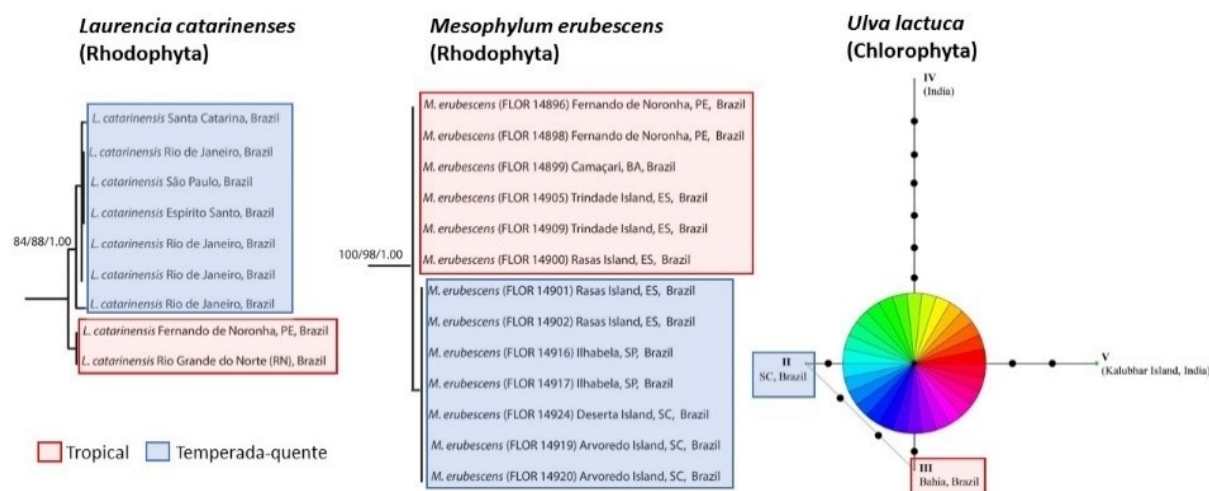 Laurencia catarinenses
(Rhodophyta)
84/88/1.00
L. catarinensis Santa Catarina, Brazil
L. catarinensis Rio de Janeiro, Brazil
L. catarinensis São Paulo, Brazil
L. catarinensis Espírito Santo, Brazil
L. catarinensis Rio de Janeiro, Brazil
L. catarinensis Rio de Janeiro, Brazil
L. catarinensis Rio de Janeiro, Brazil
L. catarinensis Fernando de Noronha, PE, Brazil
L. catarinensis Rio Grande do Norte (RN), Brazil
Tropical
Temperada-quente
Mesophylum erubescens
(Rhodophyta)
100/98/1.00
M. erubescens (FLOR 14896) Fernando de Noronha, PE, Brazil
M. erubescens (FLOR 14898) Fernando de Noronha, PE, Brazil
M. erubescens (FLOR 14899) Camaçari, BA, Brazil
M. erubescens (FLOR 14905) Trindade Island, ES, Brazil
M. erubescens (FLOR 14909) Trindade Island, ES, Brazil
M. erubescens (FLOR 14900) Rasas Island, ES, Brazil
M. erubescens (FLOR 14901) Rasas Island, ES, Brazil
M. erubescens (FLOR 14902) Rasas Island, ES, Brazil
M. erubescens (FLOR 14916) Ilhabela, SP, Brazil
M. erubescens (FLOR 14917) Ilhabela, SP, Brazil
M. erubescens (FLOR 14924) Deserta Island, SC, Brazil
M. erubescens (FLOR 14919) Arvoredo Island, SC, Brazil
M. erubescens (FLOR 14920) Arvoredo Island, SC, Brazil
Ulva lactuca
(Chlorophyta)
IV
(India)
II
SC, Brazil
V
(Kalubhar Island, India)
III
Bahia, Brazil